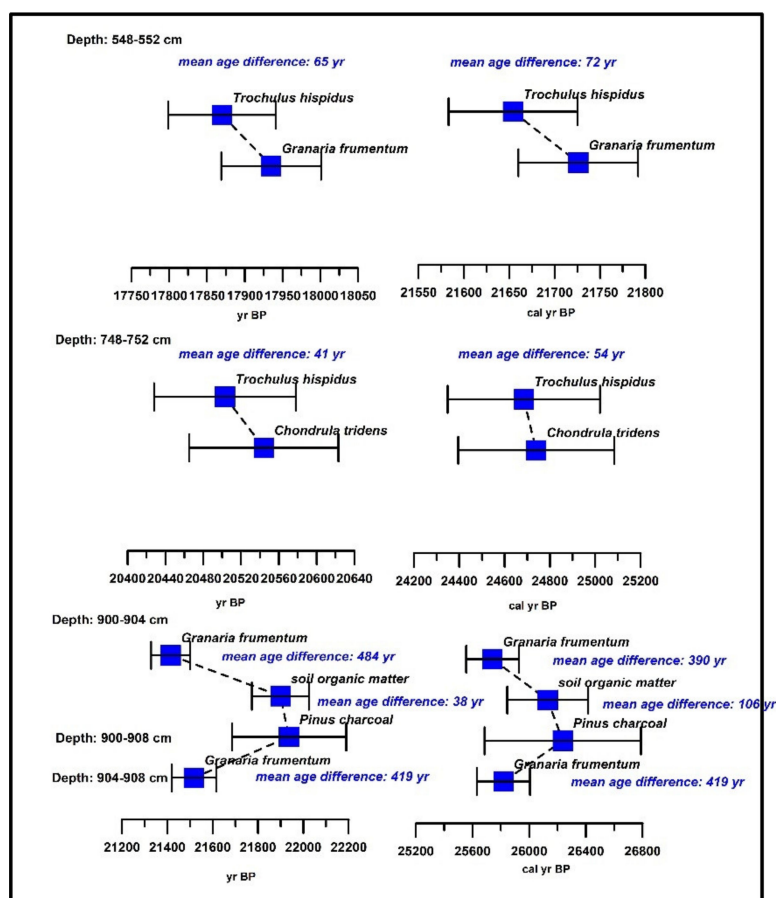 Depth: 548-552 cm
mean age difference: 65 yr
mean age difference: 72 yr
Trochulus hispidus
Trochulus hispidus
Granaria frumentum
Granaria frumentum
17750 17800 17850 17900 17950 18000 18050
yr BP
21550 21600 21650 21700 21750 21800
cal yr BP
Depth: 748-752 cm
mean age difference: 41 yr
mean age difference: 54 yr
Trochulus hispidus
Trochulus hispidus
Chondrula tridens
Chondrula tridens
20400 20440 20480 20520 20560 20600 20640
yr BP
24200 24400 24600 24800 25000 25200
cal yr BP
Depth: 900-904 cm
Granaria frumentum
mean age difference: 484 yr
Granaria frumentum
mean age difference: 390 yr
soil organic matter
mean age difference: 38 yr
soil organic matter
mean age difference: 106 yr
Depth: 900-908 cm
Pinus charcoal
Pinus charcoal
Depth: 904-908 cm
Granaria frumentum
mean age difference: 419 yr
Granaria frumentum
mean age difference: 419 yr
21200 21400 21600 21800 22000 22200
yr BP
25200 25600 26000 26400 26800
cal yr BP